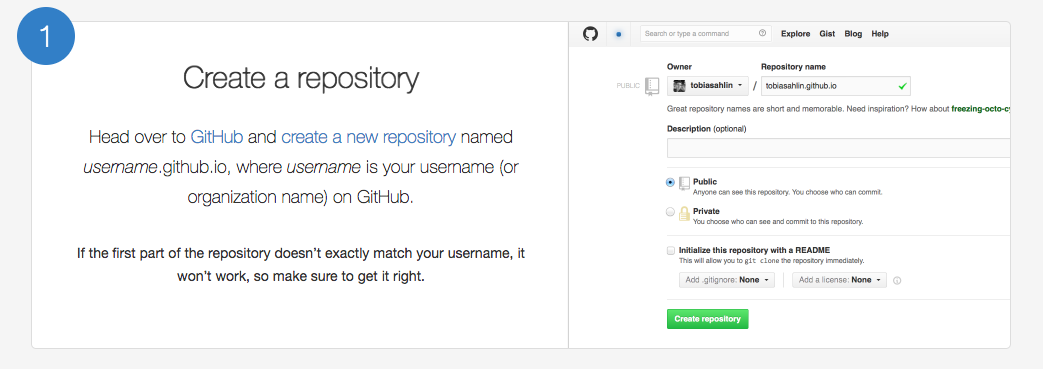 1
Create a repository
Head over to GitHub and create a new repository named
username.github.io, where username is your username (or
organization name) on GitHub.
If the first part of the repository doesn’t exactly match your username, it
won’t work, so make sure to get it right.
Search or type a command
Explore Gist Blog Help
Owner Repository name
PUBLIC tobiasahlin / tobiasahlin.github.io
Great repository names are short and memorable. Need inspiration? How about freezing-octo-cy
Description (optional)
Public
Anyone can see this repository. You choose who can commit.
Private
You choose who can see and commit to this repository.
Initialize this repository with a README
This will allow you to git clone the repository immediately.
Add .gitignore: None Add a license: None
Create repository